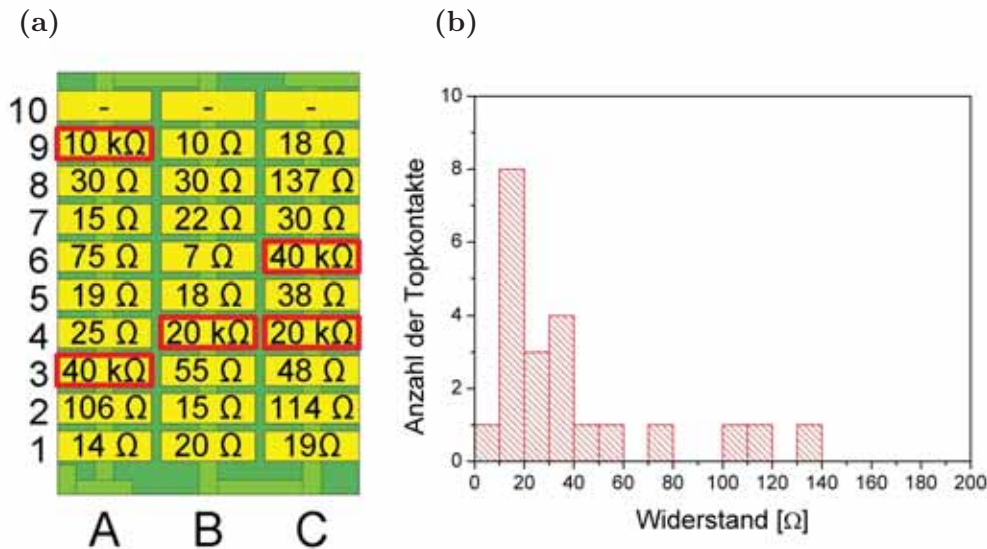 (a)
10 - - -
9 10 kΩ 10 Ω 18 Ω
8 30 Ω 30 Ω 137 Ω
7 15 Ω 22 Ω 30 Ω
6 75 Ω 7 Ω 40 kΩ
5 19 Ω 18 Ω 38 Ω
4 25 Ω 20 kΩ 20 kΩ
3 40 kΩ 55 Ω 48 Ω
2 106 Ω 15 Ω 114 Ω
1 14 Ω 20 Ω 19Ω
A B C
(b)
Anzahl der Topkontakte
10
8
6
4
2
0
0 20 40 60 80 100 120 140 160 180 200
Widerstand [Ω]